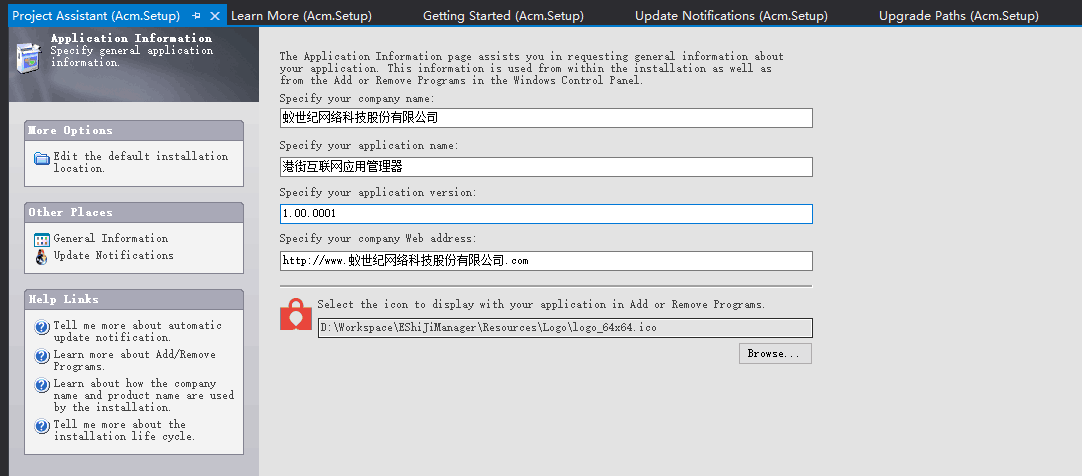 Project Assistant (Acm.Setup)
Learn More (Acm.Setup)
Getting Started (Acm.Setup)
Update Notifications (Acm.Setup)
Upgrade Paths (Acm.Setup)
Application Information
Specify general application
information.
More Options
Edit the default installation
location.
Other Places
General Information
Update Notifications
Help Links
Tell me more about automatic
update notification.
Learn more about Add/Remove
Programs.
Learn about how the company
name and product name are used
by the installation.
Tell me more about the
installation life cycle.
The Application Information page assists you in requesting general information about
your application. This information is used from within the installation as well as
from the Add or Remove Programs in the Windows Control Panel.
Specify your company name:
蚁世纪网络科技股份有限公司
Specify your application name:
港街互联网应用管理器
Specify your application version:
1.00.0001
Specify your company Web address:
http://www.蚁世纪网络科技股份有限公司.com
Select the icon to display with your application in Add or Remove Programs.
D:\Workspace\EShiJiManager\Resources\Logo\logo_64x64.ico
Browse...